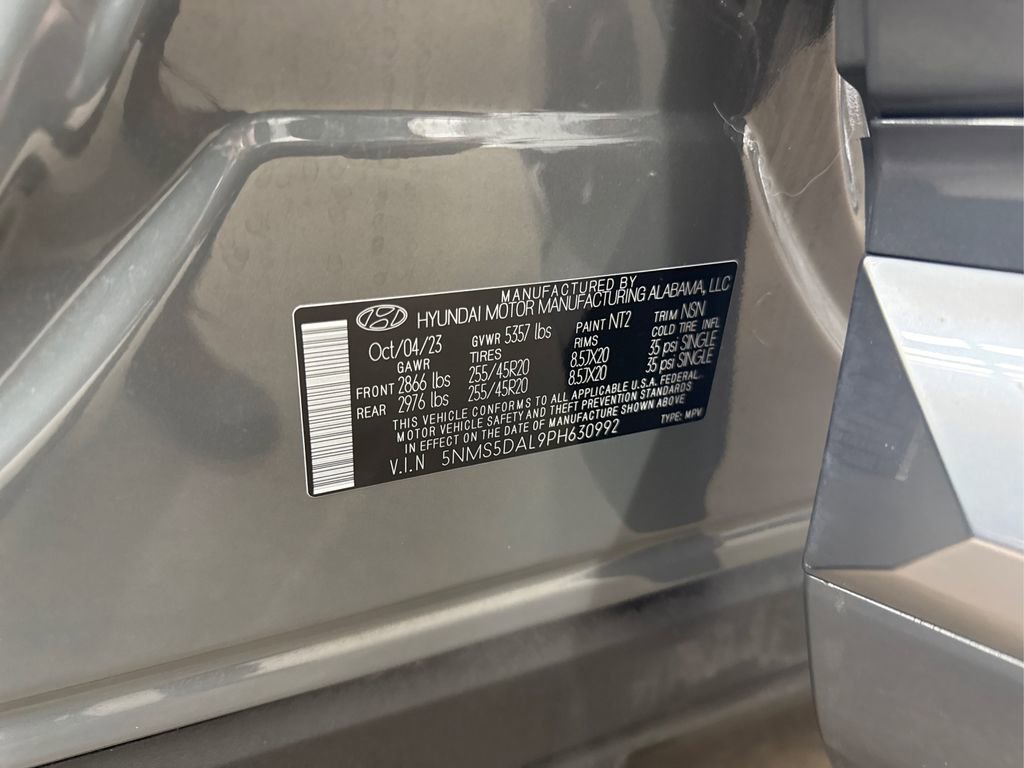 MANUFACTURED BY
HYUNDAI MOTOR MANUFACTURING ALABAMA, LLC
Oct/04/23 GVWR 5357 lbs PAINT NT2 TRIM NSN
GAWR TIRES RIMS COLD TIRE INFL
FRONT 2866 lbs 255/45R20 8.5JX20 35 psi SINGLE
REAR 2976 lbs 255/45R20 8.5JX20 35 psi SINGLE
THIS VEHICLE CONFORMS TO ALL APPLICABLE U.S.A. FEDERAL
MOTOR VEHICLE SAFETY AND THEFT PREVENTION STANDARDS
IN EFFECT ON THE DATE OF MANUFACTURE SHOWN ABOVE
V.I.N 5NMS5DAL9PH630992 TYPE: MPV